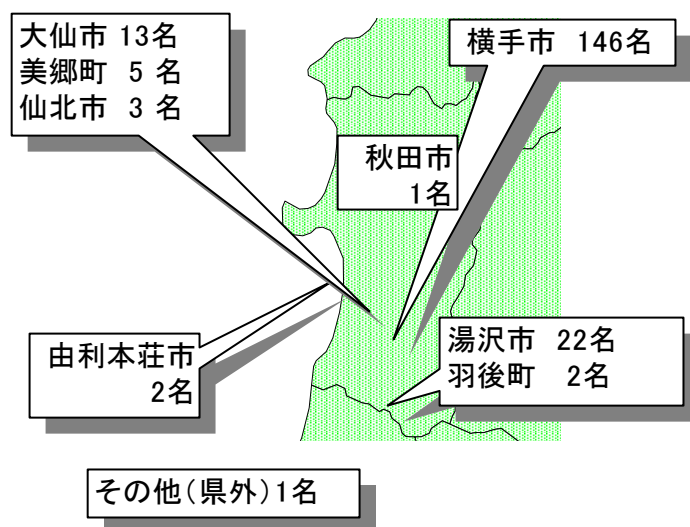 大仙市 13名
美郷町 5 名
仙北市 3 名
横手市 146名
秋田市
1名
由利本荘市
2名
湯沢市 22名
羽後町 2名
その他(県外)1名